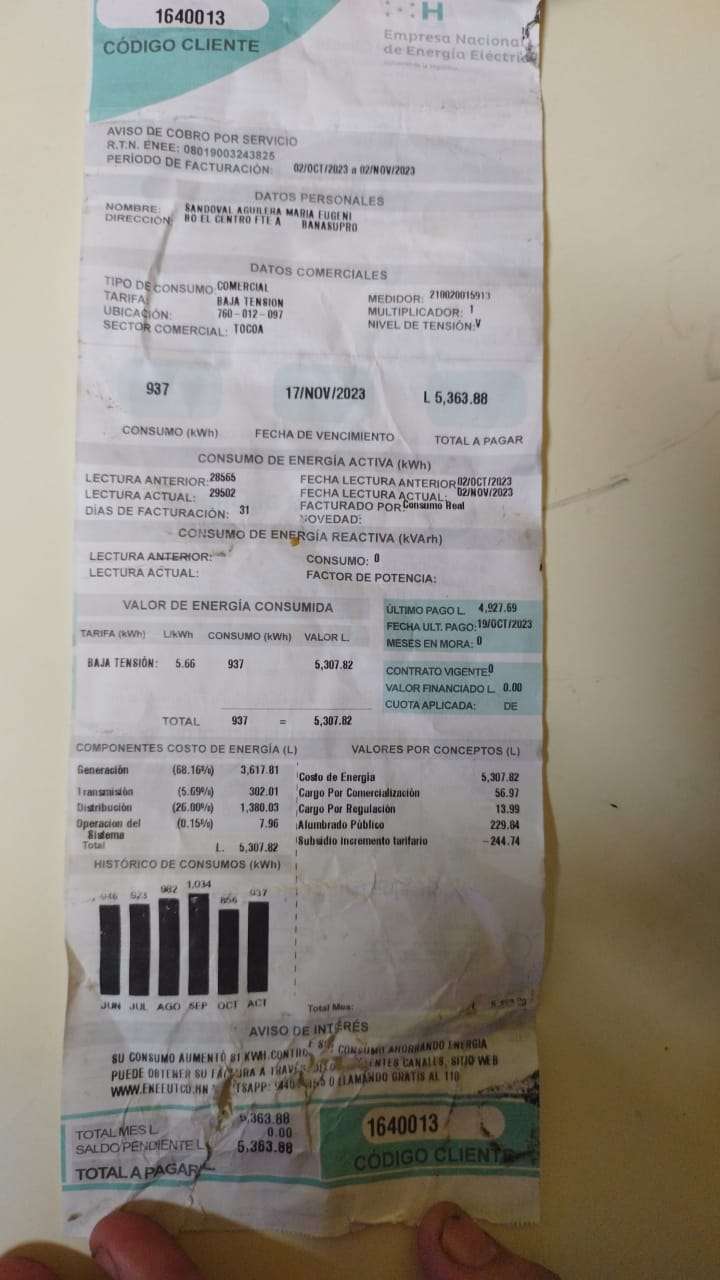 1640013
CÓDIGO CLIENTE
H
Empresa Nacional
de Energía Eléctrica
AVISO DE COBRO POR SERVICIO
R.T.N. ENEE: 08019003243825
PERÍODO DE FACTURACIÓN: 02/OCT/2023 a 02/NOV/2023
DATOS PERSONALES
NOMBRE: SANDOVAL AGUILERA MARIA EUGENI
DIRECCIÓN: BO EL CENTRO FTE A BANASUPRO
DATOS COMERCIALES
TIPO DE CONSUMO: COMERCIAL
TARIFA: BAJA TENSION
UBICACIÓN: 760-012-097
SECTOR COMERCIAL: TOCOA
MEDIDOR: 210020015913
MULTIPLICADOR: 1
NIVEL DE TENSIÓN: V
937 17/NOV/2023 L 5,363.88
CONSUMO (kWh) FECHA DE VENCIMIENTO TOTAL A PAGAR
CONSUMO DE ENERGÍA ACTIVA (kWh)
LECTURA ANTERIOR: 28565 FECHA LECTURA ANTERIOR 02/OCT/2023
LECTURA ACTUAL: 29502 FECHA LECTURA ACTUAL: 02/NOV/2023
DÍAS DE FACTURACIÓN: 31 FACTURADO POR: Consumo Real
NOVEDAD:
CONSUMO DE ENERGÍA REACTIVA (kVArh)
LECTURA ANTERIOR: CONSUMO: 0
LECTURA ACTUAL: FACTOR DE POTENCIA:
VALOR DE ENERGÍA CONSUMIDA
TARIFA (kWh) L/kWh CONSUMO (kWh) VALOR L.
BAJA TENSIÓN: 5.66 937 5,307.82
TOTAL 937 = 5,307.82
ÚLTIMO PAGO L. 4,927.69
FECHA ULT. PAGO: 19/OCT/2023
MESES EN MORA: 0
CONTRATO VIGENTE: 0
VALOR FINANCIADO L. 0.00
CUOTA APLICADA: DE
COMPONENTES COSTO DE ENERGÍA (L)
Generación (68.16%) 3,617.81
Transmisión (5.69%) 302.01
Distribución (26.00%) 1,380.03
Operacion del Sistema (0.15%) 7.96
Total L. 5,307.82
VALORES POR CONCEPTOS (L)
Costo de Energia 5,307.82
Cargo Por Comercialización 56.97
Cargo Por Regulación 13.99
Alumbrado Público 229.84
Subsidio incremento tarifario -244.74
HISTÓRICO DE CONSUMOS (kWh)
946 923 982 1,034 856 937
JUN JUL AGO SEP OCT ACT
Total Mes:
AVISO DE INTERÉS
SU CONSUMO AUMENTÓ 81 KWH. CONSUMO AHORRANDO ENERGIA
PUEDE OBTENER SU FACTURA A TRAVÉS CANALES, SITIO WEB
O LLAMANDO GRATIS AL 118
TOTAL MES L 5,363.88
SALDO PENDIENTE L 0.00
TOTAL A PAGAR L 5,363.88
1640013
CÓDIGO CLIENTE